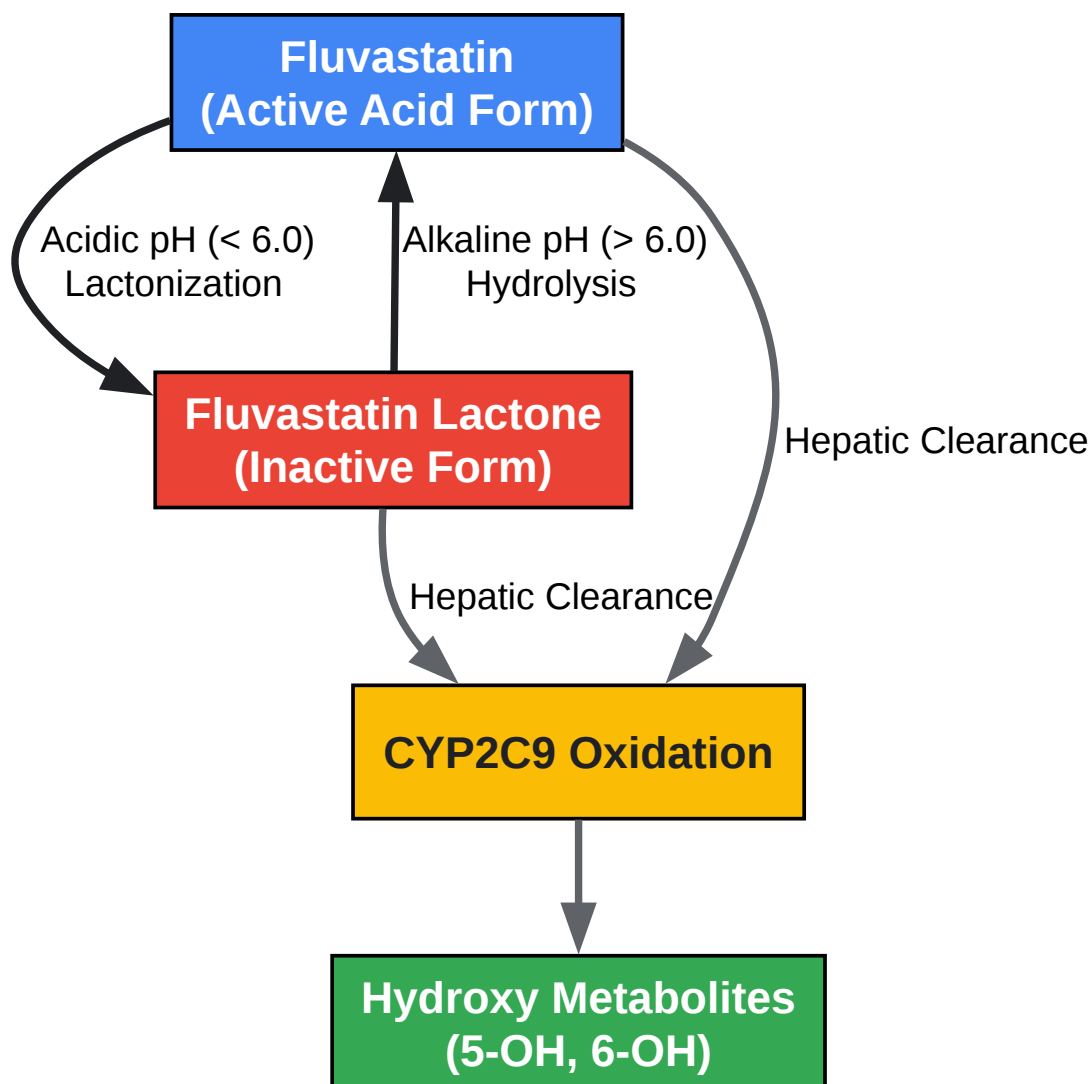 Fluvastatin
(Active Acid Form)
Acidic pH (< 6.0)
Lactonization
Alkaline pH (> 6.0)
Hydrolysis
Fluvastatin Lactone
(Inactive Form)
Hepatic Clearance
Hepatic Clearance
CYP2C9 Oxidation
Hydroxy Metabolites
(5-OH, 6-OH)